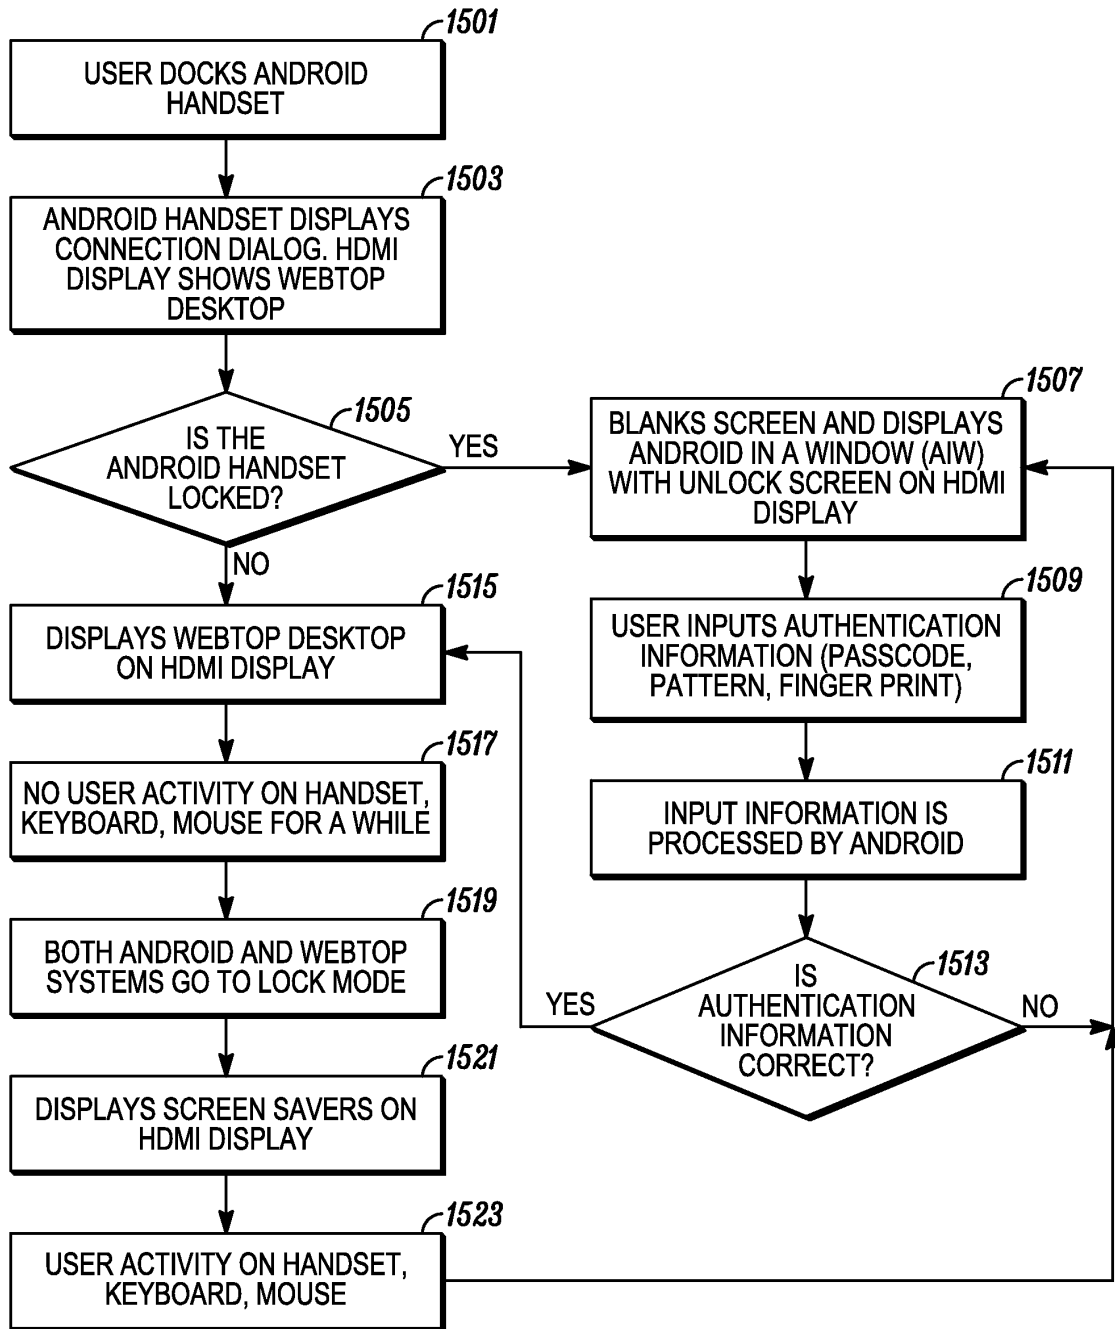 1501
USER DOCKS ANDROID
HANDSET
1503
ANDROID HANDSET DISPLAYS
CONNECTION DIALOG. HDMI
DISPLAY SHOWS WEBTOP
DESKTOP
1505
IS THE
ANDROID HANDSET
LOCKED?
YES
NO
1507
BLANKS SCREEN AND DISPLAYS
ANDROID IN A WINDOW (AIW)
WITH UNLOCK SCREEN ON HDMI
DISPLAY
1509
USER INPUTS AUTHENTICATION
INFORMATION (PASSCODE,
PATTERN, FINGER PRINT)
1511
INPUT INFORMATION IS
PROCESSED BY ANDROID
1513
IS
AUTHENTICATION
INFORMATION
CORRECT?
YES
NO
1515
DISPLAYS WEBTOP DESKTOP
ON HDMI DISPLAY
1517
NO USER ACTIVITY ON HANDSET,
KEYBOARD, MOUSE FOR A WHILE
1519
BOTH ANDROID AND WEBTOP
SYSTEMS GO TO LOCK MODE
1521
DISPLAYS SCREEN SAVERS ON
HDMI DISPLAY
1523
USER ACTIVITY ON HANDSET,
KEYBOARD, MOUSE